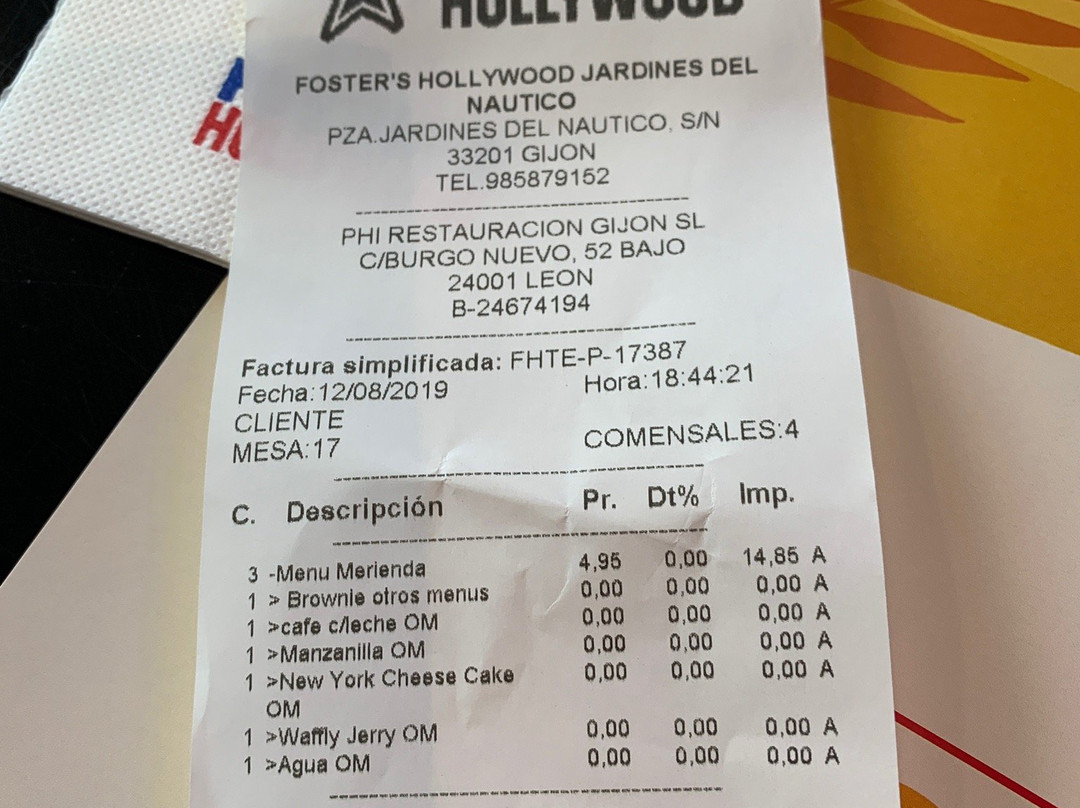 HOLLYWOOD
FOSTER'S HOLLYWOOD JARDINES DEL
NAUTICO
PZA.JARDINES DEL NAUTICO, S/N
33201 GIJON
TEL.985879152
PHI RESTAURACION GIJON SL
C/BURGO NUEVO, 52 BAJO
24001 LEON
B-24674194
Factura simplificada: FHTE-P-17387
Fecha:12/08/2019 Hora:18:44:21
CLIENTE
MESA:17 COMENSALES:4
C. Descripción Pr. Dt% Imp.
3 -Menu Merienda 4,95 0,00 14,85 A
1 > Brownie otros menus 0,00 0,00 0,00 A
1 >cafe c/leche OM 0,00 0,00 0,00 A
1 >Manzanilla OM 0,00 0,00 0,00 A
1 >New York Cheese Cake 0,00 0,00 0,00 A
OM
1 >Waffly Jerry OM 0,00 0,00 0,00 A
1 >Agua OM 0,00 0,00 0,00 A